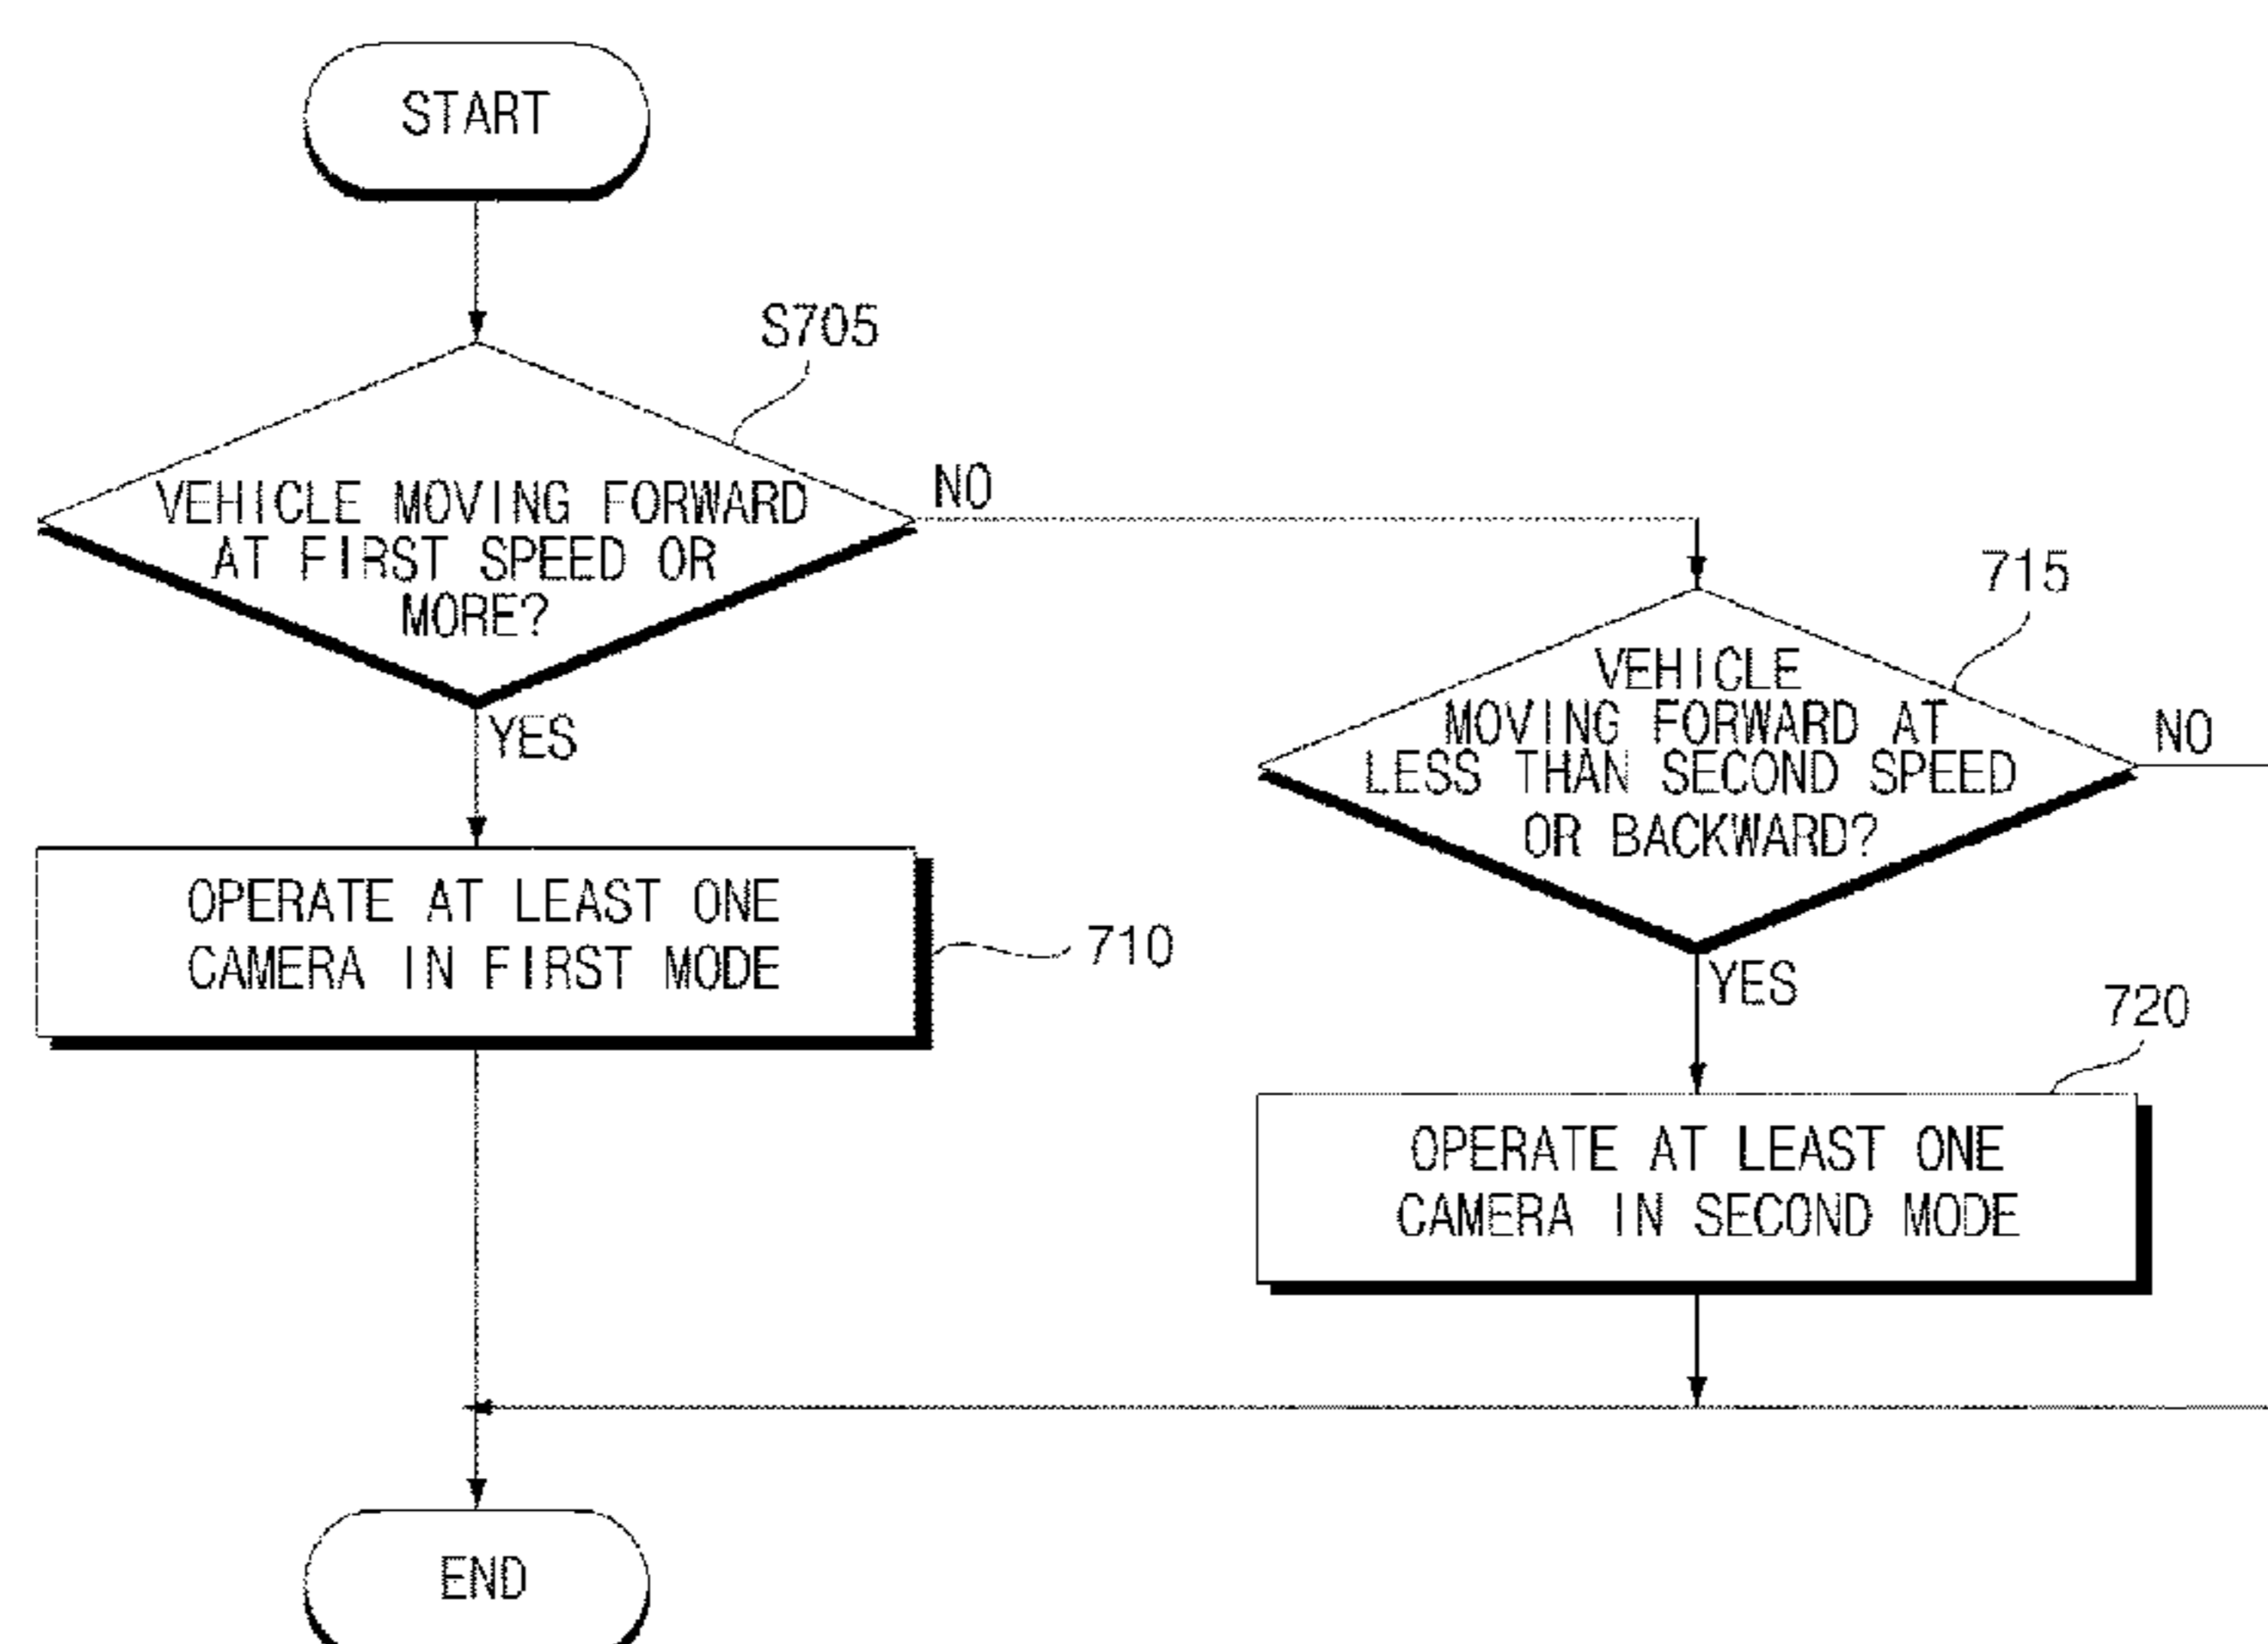 START
S705
VEHICLE MOVING FORWARD
AT FIRST SPEED OR
MORE?
NO
YES
715
VEHICLE
MOVING FORWARD AT
LESS THAN SECOND SPEED
OR BACKWARD?
NO
YES
OPERATE AT LEAST ONE
CAMERA IN FIRST MODE
710
720
OPERATE AT LEAST ONE
CAMERA IN SECOND MODE
END